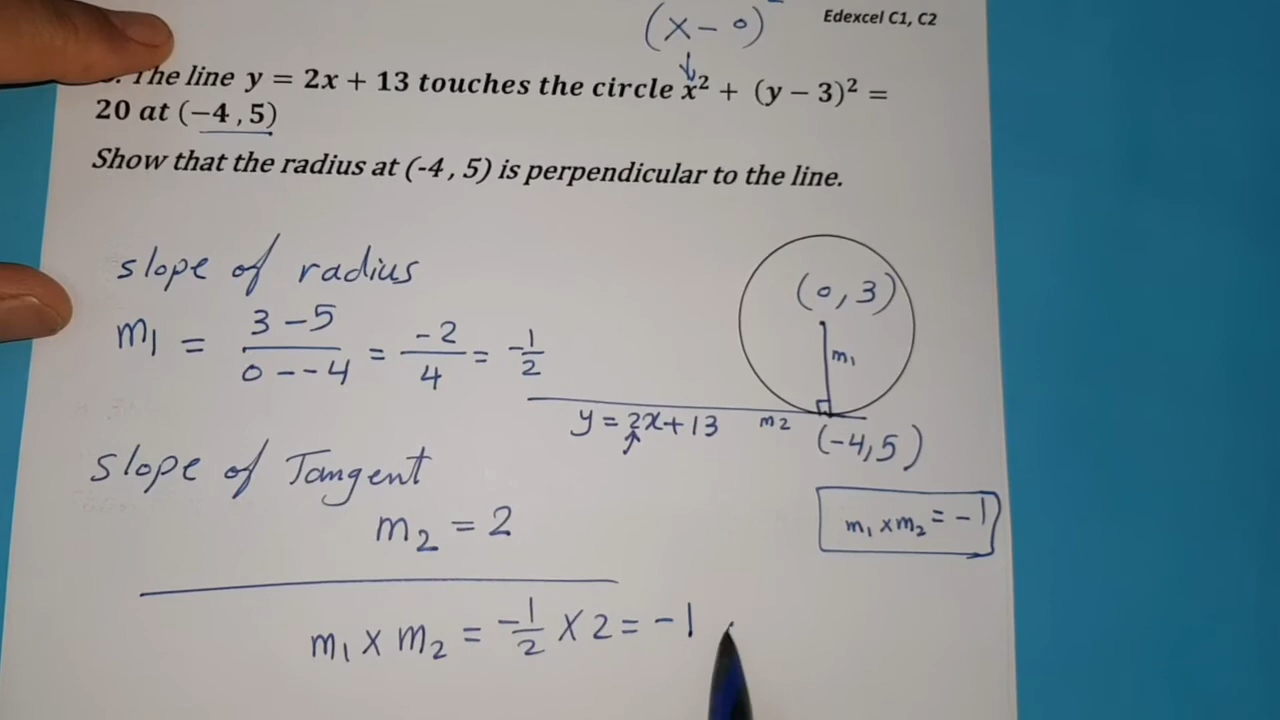 (x - 0)²
Edexcel C1, C2
The line y = 2x + 13 touches the circle x² + (y − 3)² =
20 at (−4 , 5)
Show that the radius at (-4 , 5) is perpendicular to the line.
slope of radius
m₁ = (3 - 5)/(0 - - 4) = -2/4 = -1/2
(0, 3)
m₁
y = 2x + 13
m₂
(-4, 5)
slope of Tangent
m₂ = 2
m₁ x m₂ = -1
m₁ x m₂ = -1/2 x 2 = -1